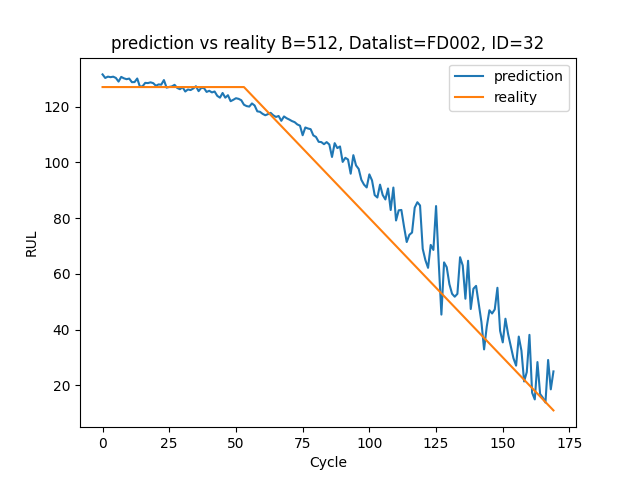 prediction vs reality B=512, Datalist=FD002, ID=32
prediction
reality
RUL
120
100
80
60
40
20
0 25 50 75 100 125 150 175
Cycle